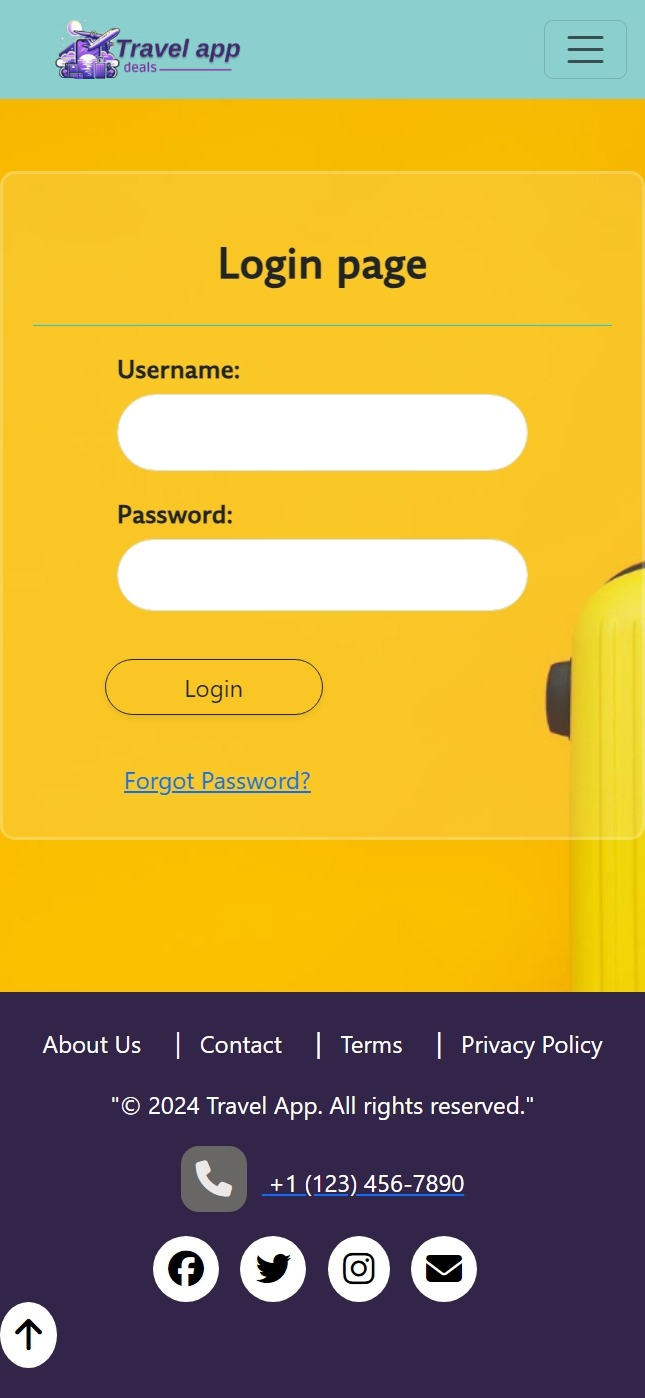 Travel app
deals
Login page
Username:
Password:
Login
Forgot Password?
About Us | Contact | Terms | Privacy Policy
"© 2024 Travel App. All rights reserved."
+1 (123) 456-7890